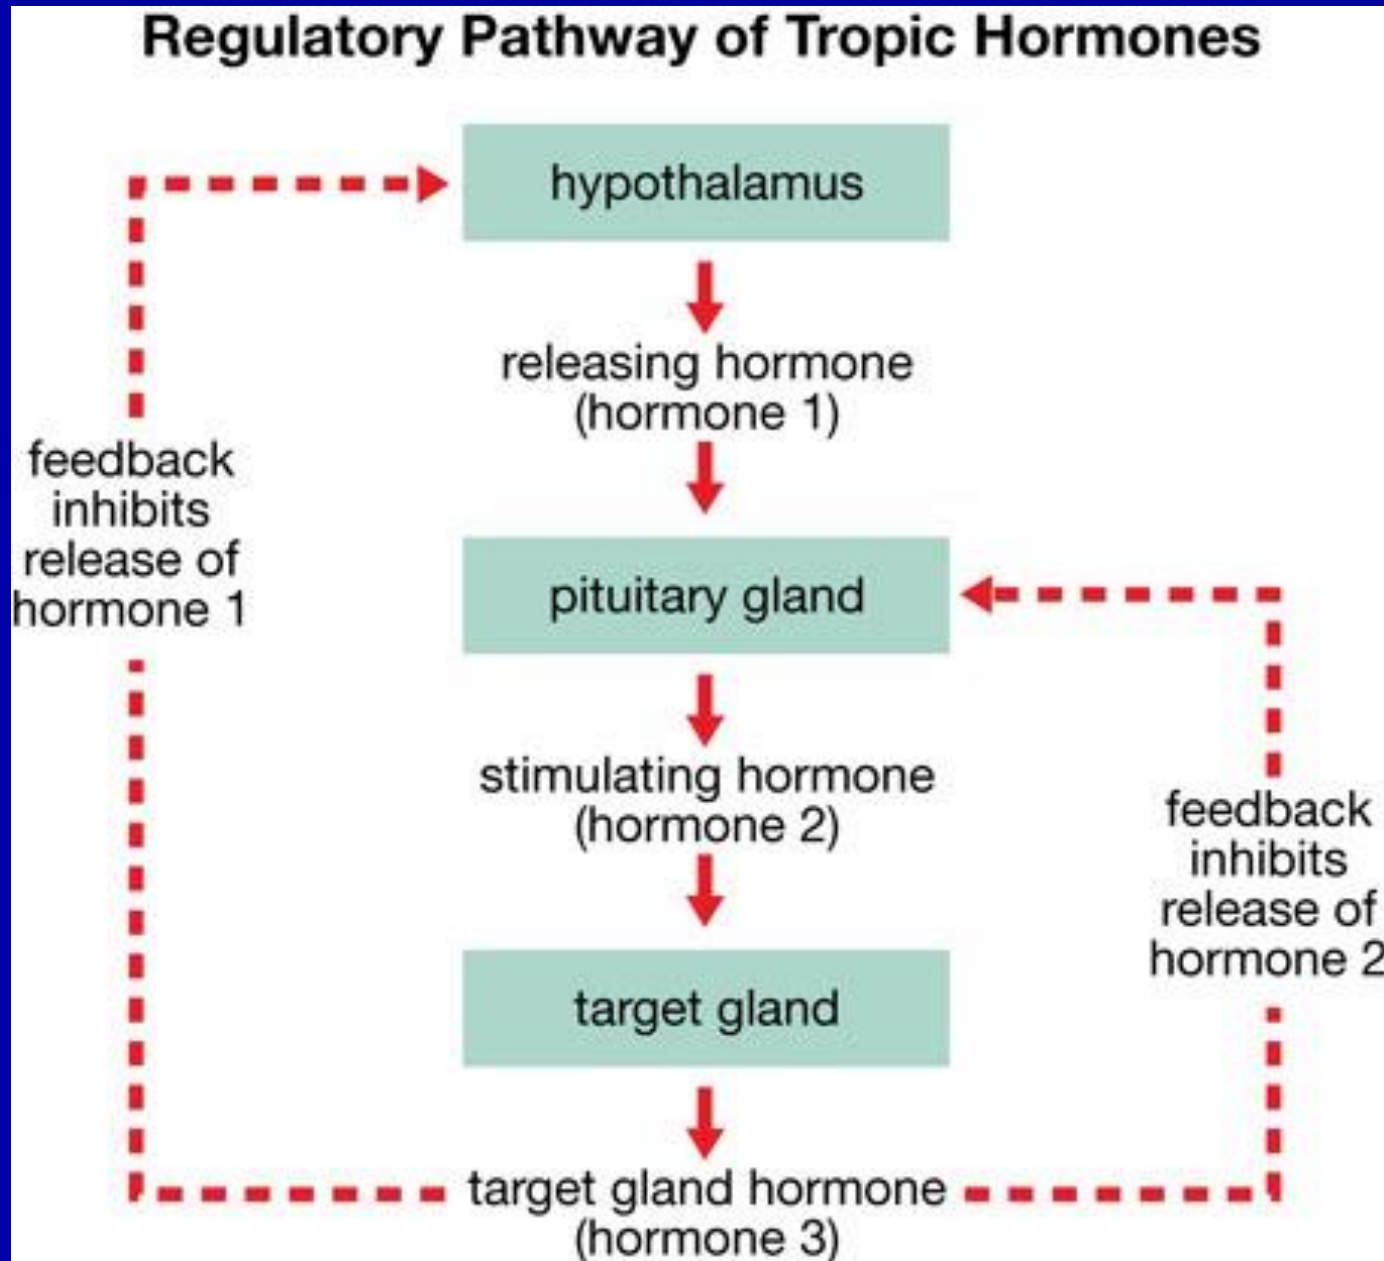 Regulatory Pathway of Tropic Hormones
hypothalamus
releasing hormone
(hormone 1)
feedback
inhibits
release of
hormone 1
pituitary gland
stimulating hormone
(hormone 2)
feedback
inhibits
release of
hormone 2
target gland
target gland hormone
(hormone 3)